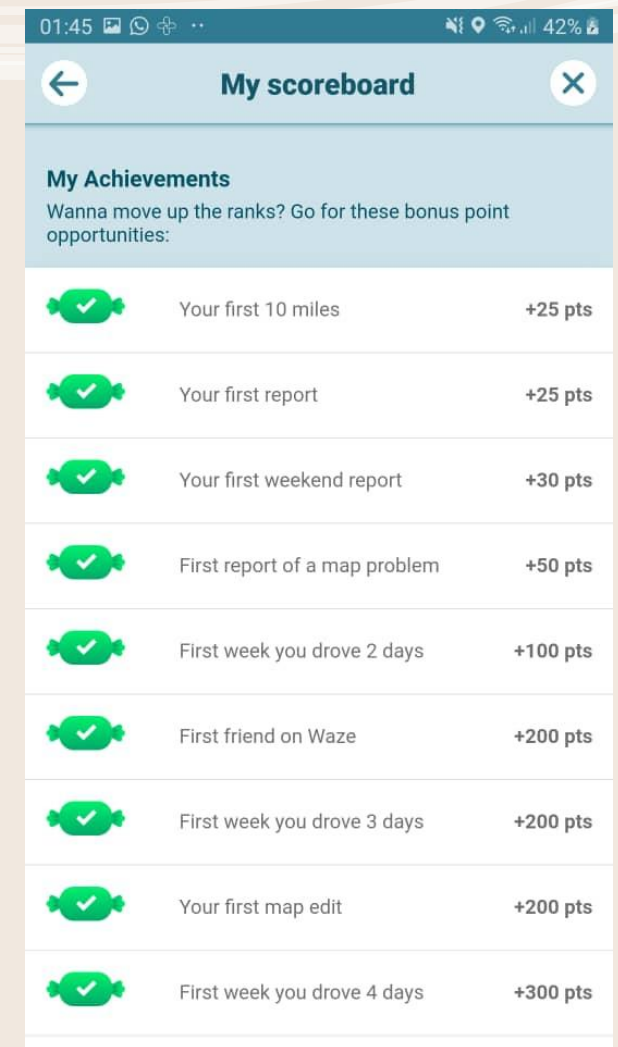 01:45 42%
My scoreboard
My Achievements
Wanna move up the ranks? Go for these bonus point
opportunities:
Your first 10 miles +25 pts
Your first report +25 pts
Your first weekend report +30 pts
First report of a map problem +50 pts
First week you drove 2 days +100 pts
First friend on Waze +200 pts
First week you drove 3 days +200 pts
Your first map edit +200 pts
First week you drove 4 days +300 pts